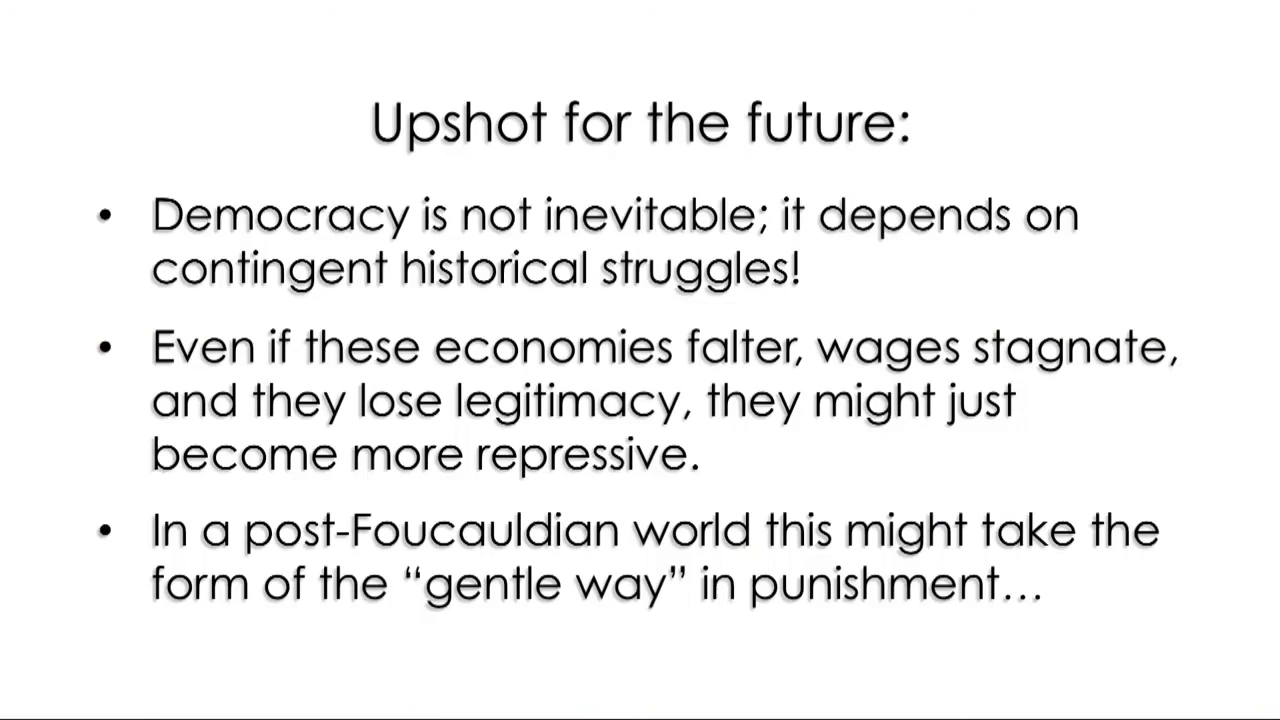 Upshot for the future:
• Democracy is not inevitable; it depends on
contingent historical struggles!
• Even if these economies falter, wages stagnate,
and they lose legitimacy, they might just
become more repressive.
• In a post-Foucauldian world this might take the
form of the “gentle way” in punishment…